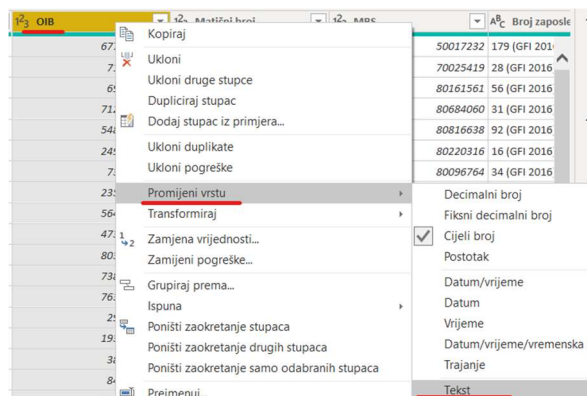 1²3 OIB 1²3 Matični broj 1²3 MBS ABC Broj zaposle
Kopiraj
Ukloni
Ukloni druge stupce
Dupliciraj stupac
Dodaj stupac iz primjera...
Ukloni duplikate
Ukloni pogreške
Promijeni vrstu
Transformiraj
Zamjena vrijednosti...
Zamijeni pogreške...
Grupiraj prema...
Ispuna
Poništi zaokretanje stupaca
Poništi zaokretanje drugih stupaca
Poništi zaokretanje samo odabranih stupaca
Preimenuj...
50017232 179 (GFI 201
70025419 28 (GFI 2016
80161561 56 (GFI 2016
80684060 31 (GFI 2016
80816638 92 (GFI 2016
80220316 16 (GFI 2016
80096764 34 (GFI 2016
Decimalni broj
Fiksni decimalni broj
Cijeli broj
Postotak
Datum/vrijeme
Datum
Vrijeme
Datum/vrijeme/vremenska
Trajanje
Tekst